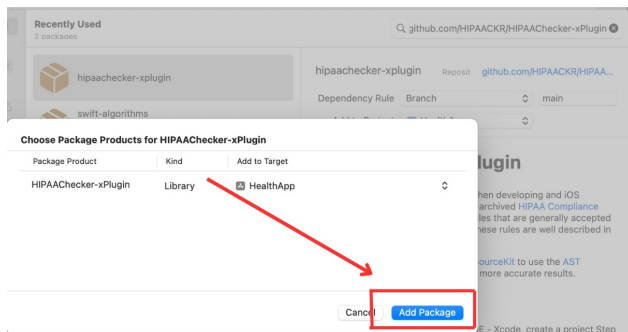 Recently Used
2 packages
github.com/HIPAACKR/HIPAAChecker-xPlugin
hipaachecker-xplugin
swift-algorithms
hipaachecker-xplugin Reposit github.com/HIPAACKR/HIPAA...
Dependency Rule Branch main
Choose Package Products for HIPAAChecker-xPlugin
Package Product Kind Add to Target
HIPAAChecker-xPlugin Library HealthApp
Cancel Add Package
lugin
hen developing and iOS
archived HIPAA Compliance
les that are generally accepted
hese rules are well described in
ourceKit to use the AST
more accurate results.
E - Xcode, create a project Step